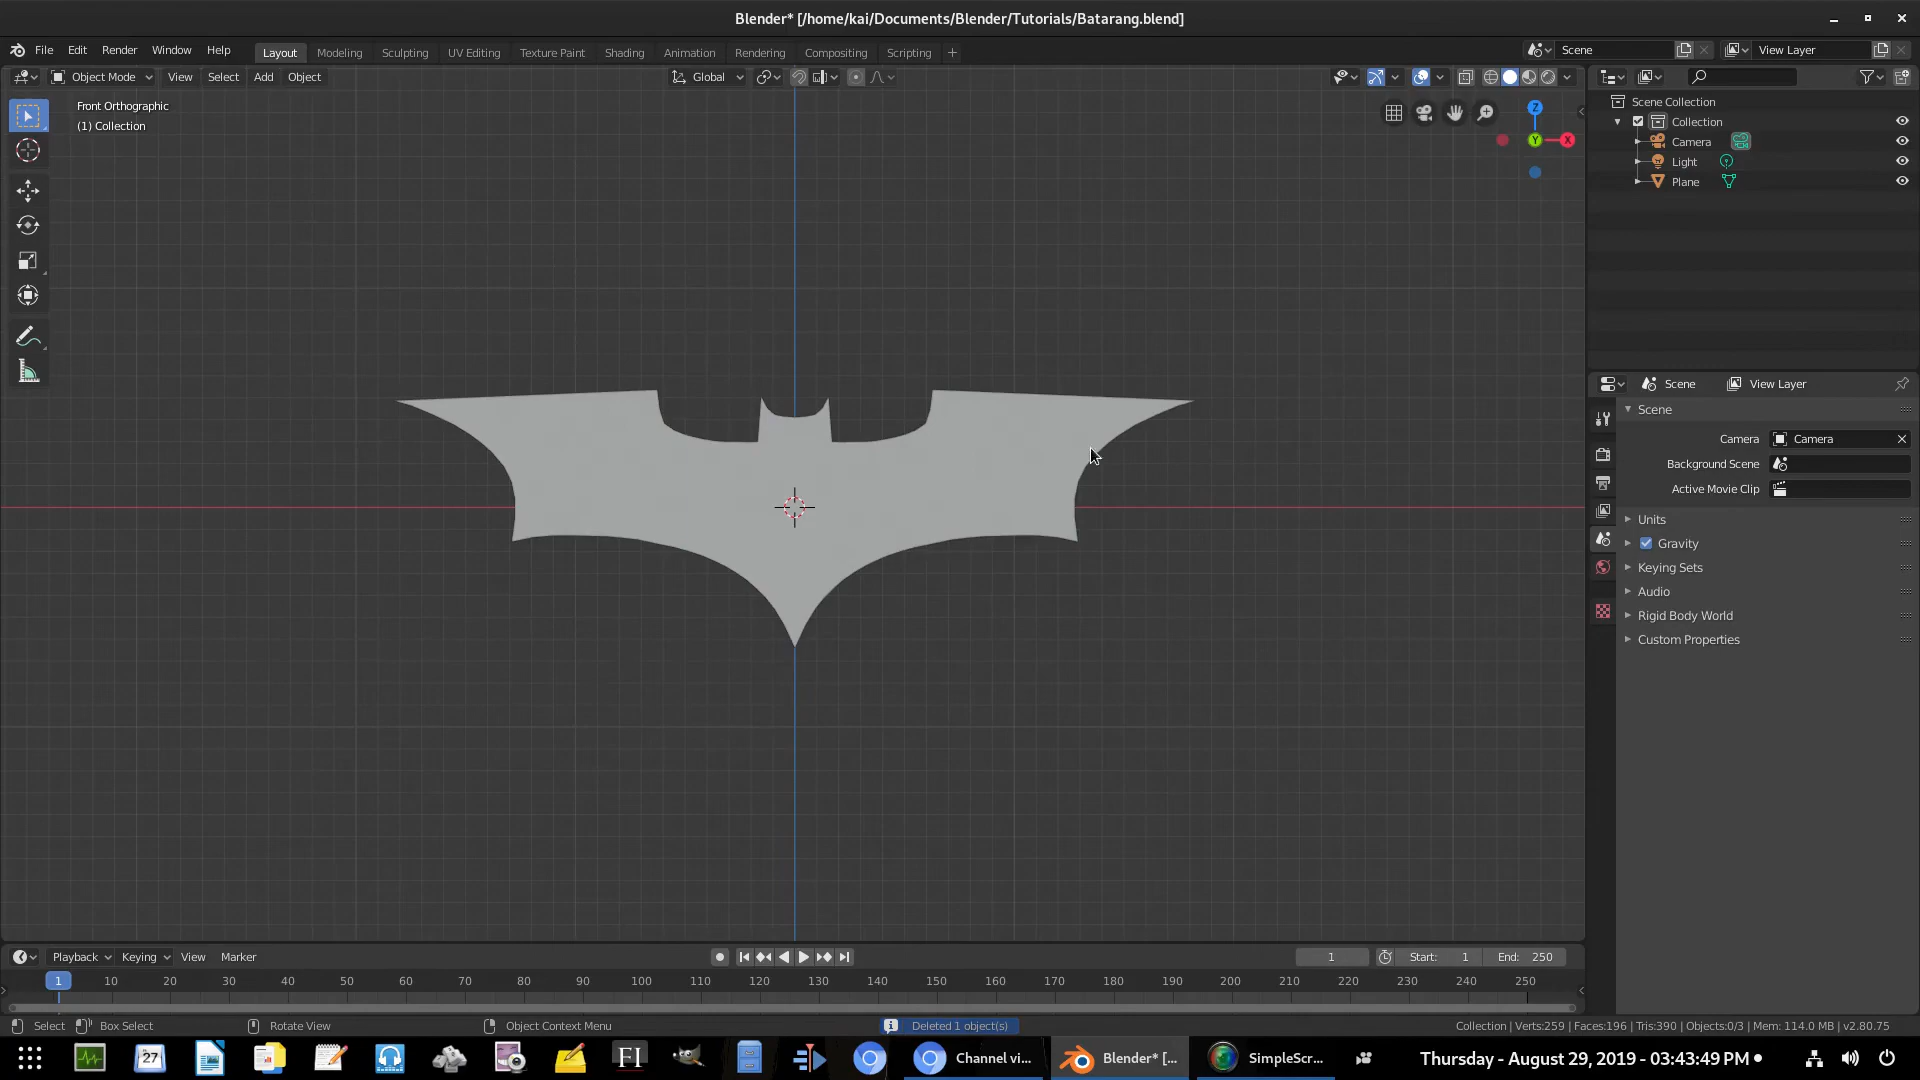 Blender* [/home/kai/Documents/Blender/Tutorials/Batarang.blend]
File Edit Render Window Help Layout Modeling Sculpting UV Editing Texture Paint Shading Animation Rendering Compositing Scripting + Scene View Layer
Object Mode View Select Add Object Global
Front Orthographic
(1) Collection
Z
Y
X
Scene Collection
Collection
Camera
Light
Plane
Scene View Layer
Scene
Camera Camera
Background Scene
Active Movie Clip
Units
Gravity
Keying Sets
Audio
Rigid Body World
Custom Properties
Playback Keying View Marker 1 Start: 1 End: 250
1 10 20 30 40 50 60 70 80 90 100 110 120 130 140 150 160 170 180 190 200 210 220 230 240 250
Select Box Select Rotate View Object Context Menu Deleted 1 object(s) Collection | Verts:259 | Faces:196 | Tris:390 | Objects:0/3 | Mem: 114.0 MB | v2.80.75
27 FI Channel vi... Blender* [... SimpleScr... Thursday - August 29, 2019 - 03:43:49 PM